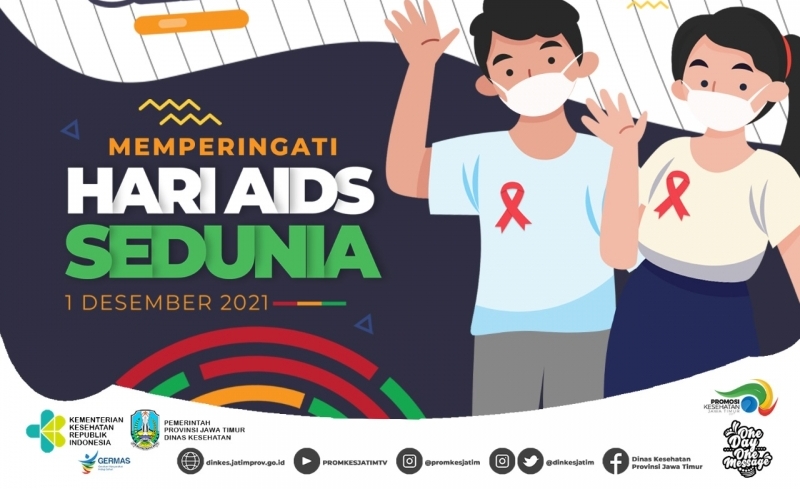 MEMPERINGATI
HARI AIDS
SEDUNIA
1 DESEMBER 2021
KEMENTERIAN
KESEHATAN
REPUBLIK
INDONESIA
GERMAS
PEMERINTAH
PROVINSI JAWA TIMUR
DINAS KESEHATAN
dinkes.jatimprov.go.id
PROMKESJATIMTV
@promkesjatim
@dinkesjatim
Dinas Kesehatan
Provinsi Jawa Timur
PROMOSI
KESEHATAN
JAWA TIMUR
One
Day
One
Message